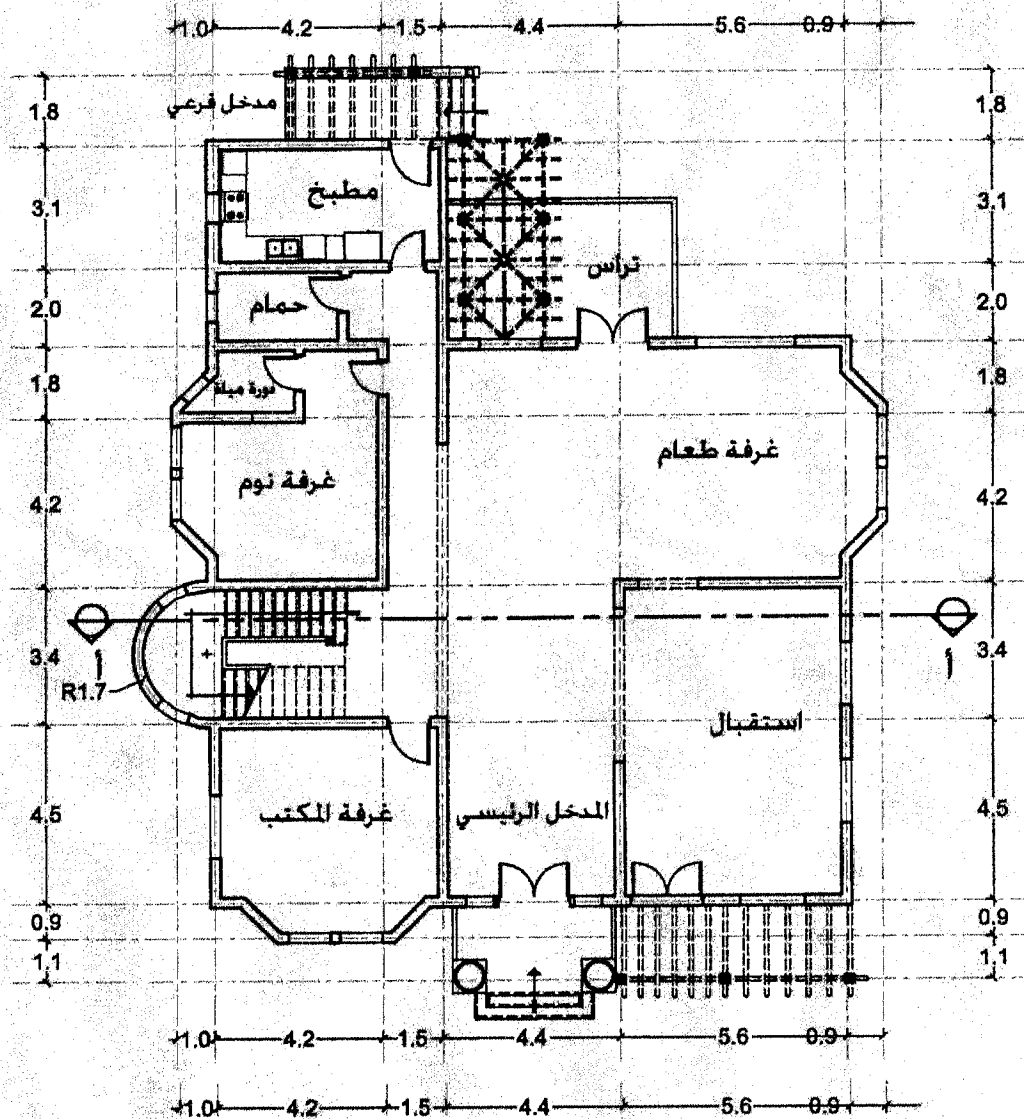 1.0 4.2 1.5 4.4 5.6 0.9
مدخل فرعي
1.8 1.8
مطبخ
3.1 3.1
تراس
حمام
2.0 2.0
دورة مياة
1.8 1.8
غرفة طعام
غرفة نوم
4.2 4.2
أ أ
3.4 3.4
R1.7
استقبال
غرفة المكتب
المدخل الرئيسي
4.5 4.5
0.9 0.9
1.1 1.1
1.0 4.2 1.5 4.4 5.6 0.9
1.0 4.2 1.5 4.4 5.6 0.9